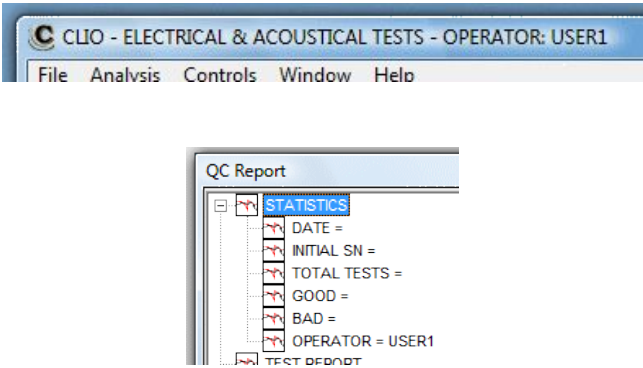 CLIO - ELECTRICAL & ACOUSTICAL TESTS - OPERATOR: USER1
File Analysis Controls Window Help
QC Report
STATISTICS
DATE =
INITIAL SN =
TOTAL TESTS =
GOOD =
BAD =
OPERATOR = USER1
TEST REPORT